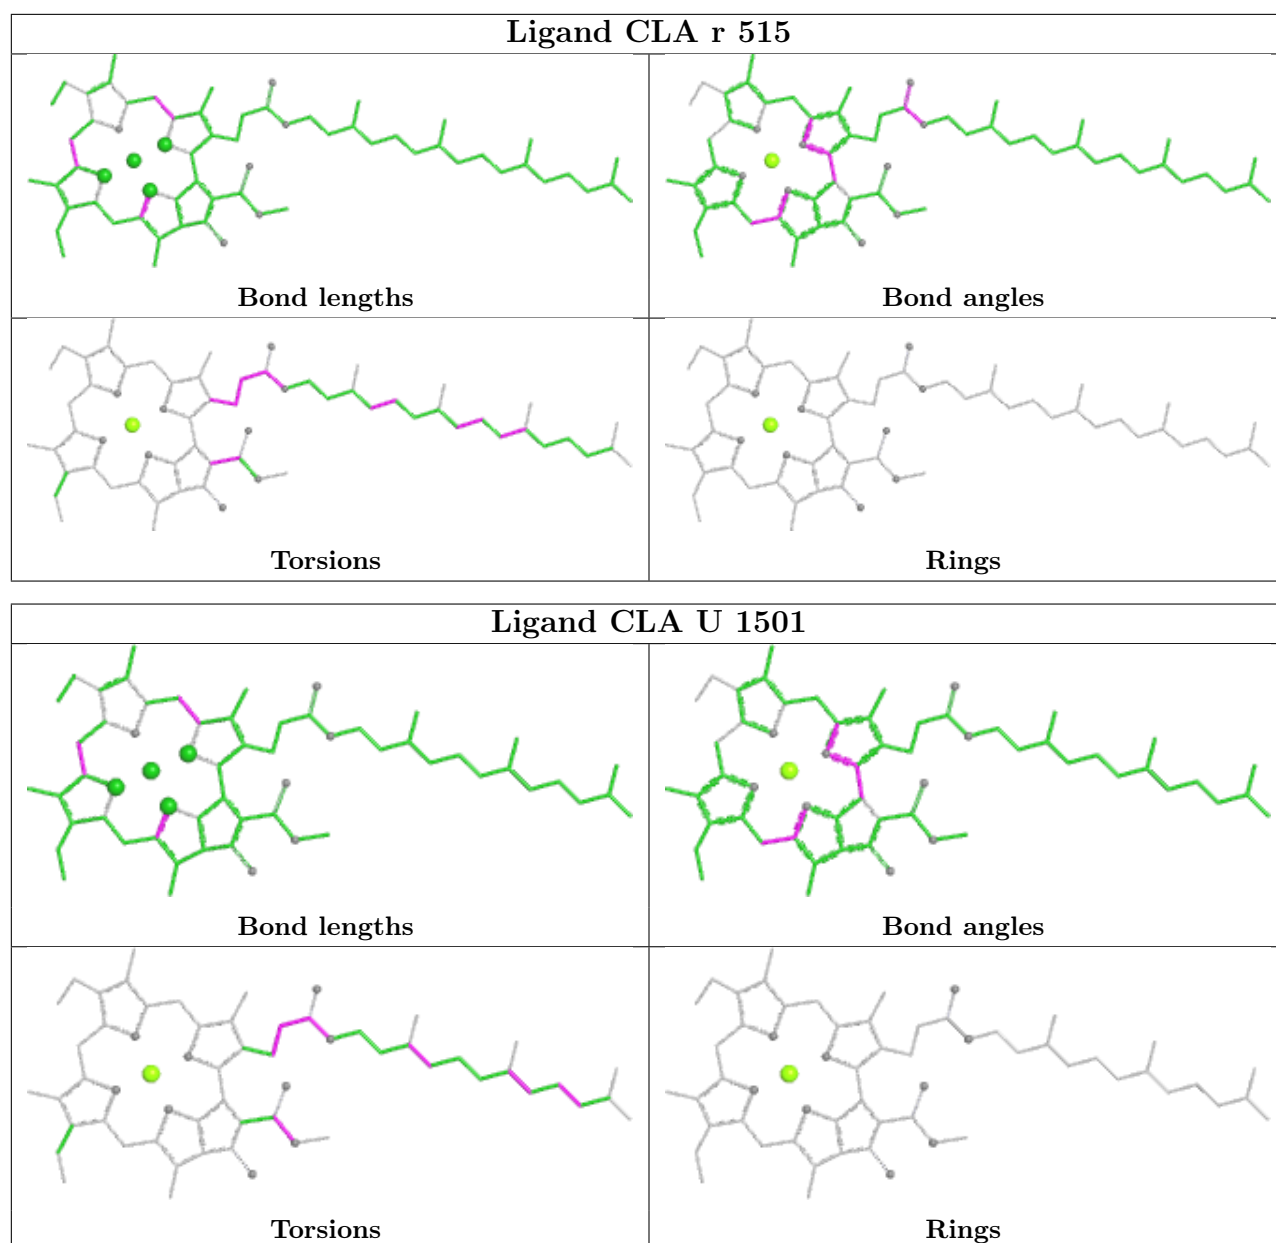 Ligand CLA r 515
Bond lengths
Bond angles
Torsions
Rings
Ligand CLA U 1501
Bond lengths
Bond angles
Torsions
Rings